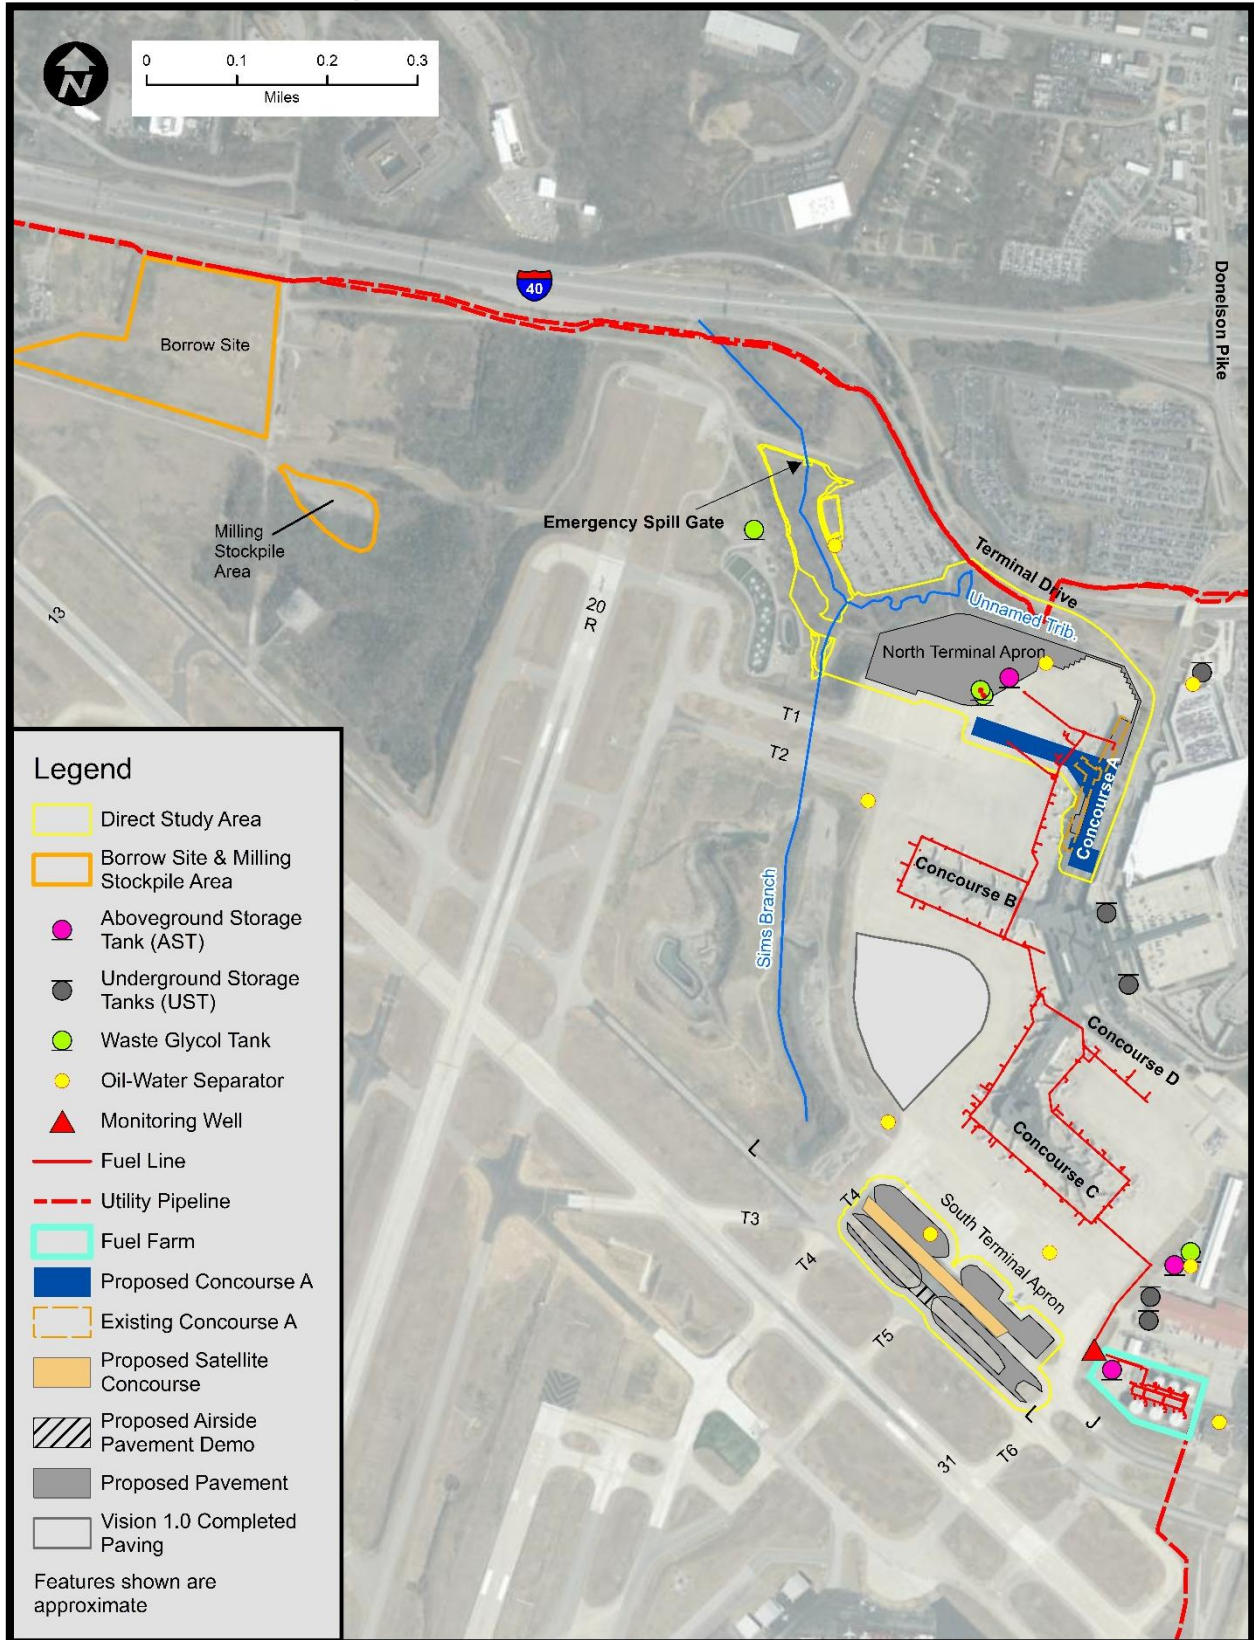 N
0 0.1 0.2 0.3
Miles
40
Donelson Pike
Borrow Site
Milling
Stockpile
Area
Emergency Spill Gate
Terminal Drive
Unnamed Trib.
13
20
R
North Terminal Apron
T1
T2
Concourse A
Concourse B
Sims Branch
Concourse D
Concourse C
L
T4
T3
T4
South Terminal Apron
T5
L
J
T6
31
Legend
Direct Study Area
Borrow Site & Milling
Stockpile Area
Aboveground Storage
Tank (AST)
Underground Storage
Tanks (UST)
Waste Glycol Tank
Oil-Water Separator
Monitoring Well
Fuel Line
Utility Pipeline
Fuel Farm
Proposed Concourse A
Existing Concourse A
Proposed Satellite
Concourse
Proposed Airside
Pavement Demo
Proposed Pavement
Vision 1.0 Completed
Paving
Features shown are
approximate